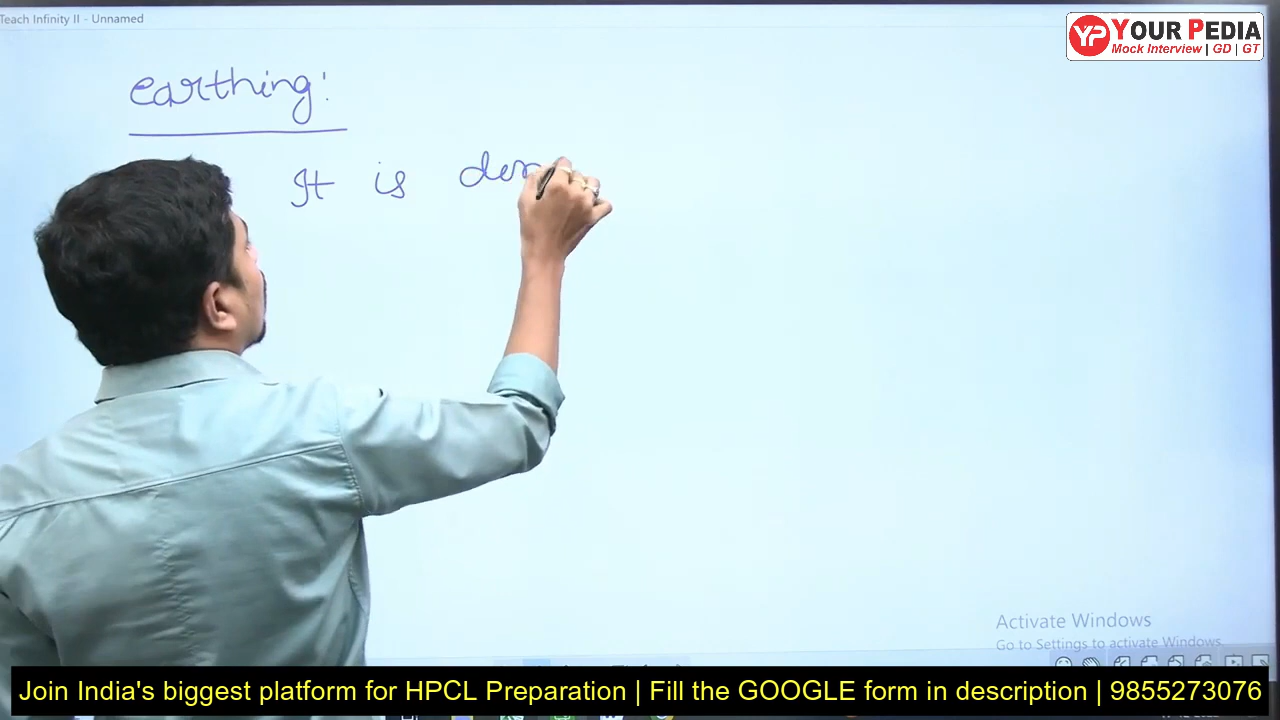 Teach Infinity II - Unnamed
YP YOUR PEDIA
Mock Interview | GD | GT
earthing:
It is
Activate Windows
Go to Settings to activate Windows.
Join India's biggest platform for HPCL Preparation | Fill the GOOGLE form in description | 9855273076